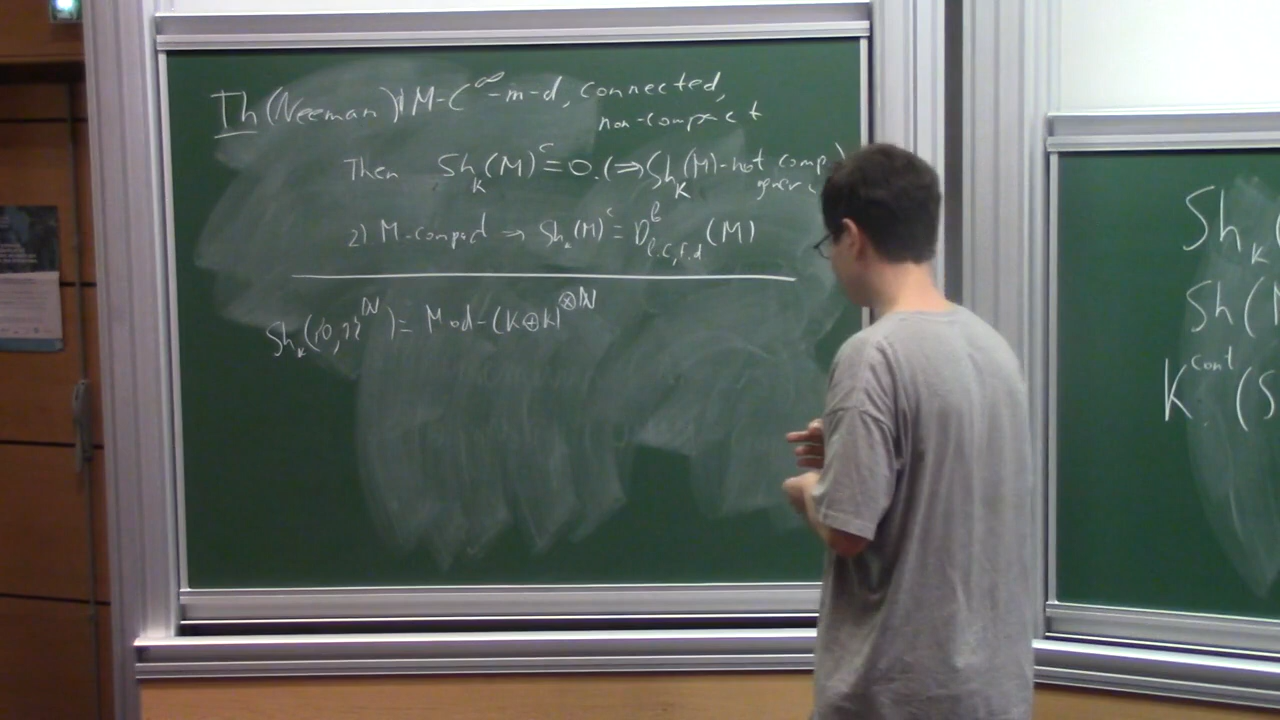 Th (Neeman) 1) M - C^∞ - m-d, connected,
non-compact
Then Sh_K(M)^c = 0. (⇒ Sh_K(M) - not comp.
gener
2) M-compact ⇒ Sh_K(M)^c = D^b_{l.c,f.d}(M)
Sh_K({0,1}^ℕ) = Mod-(K⊕K)^{⊗ℕ}
Sh_K(
Sh(
K^cont(S